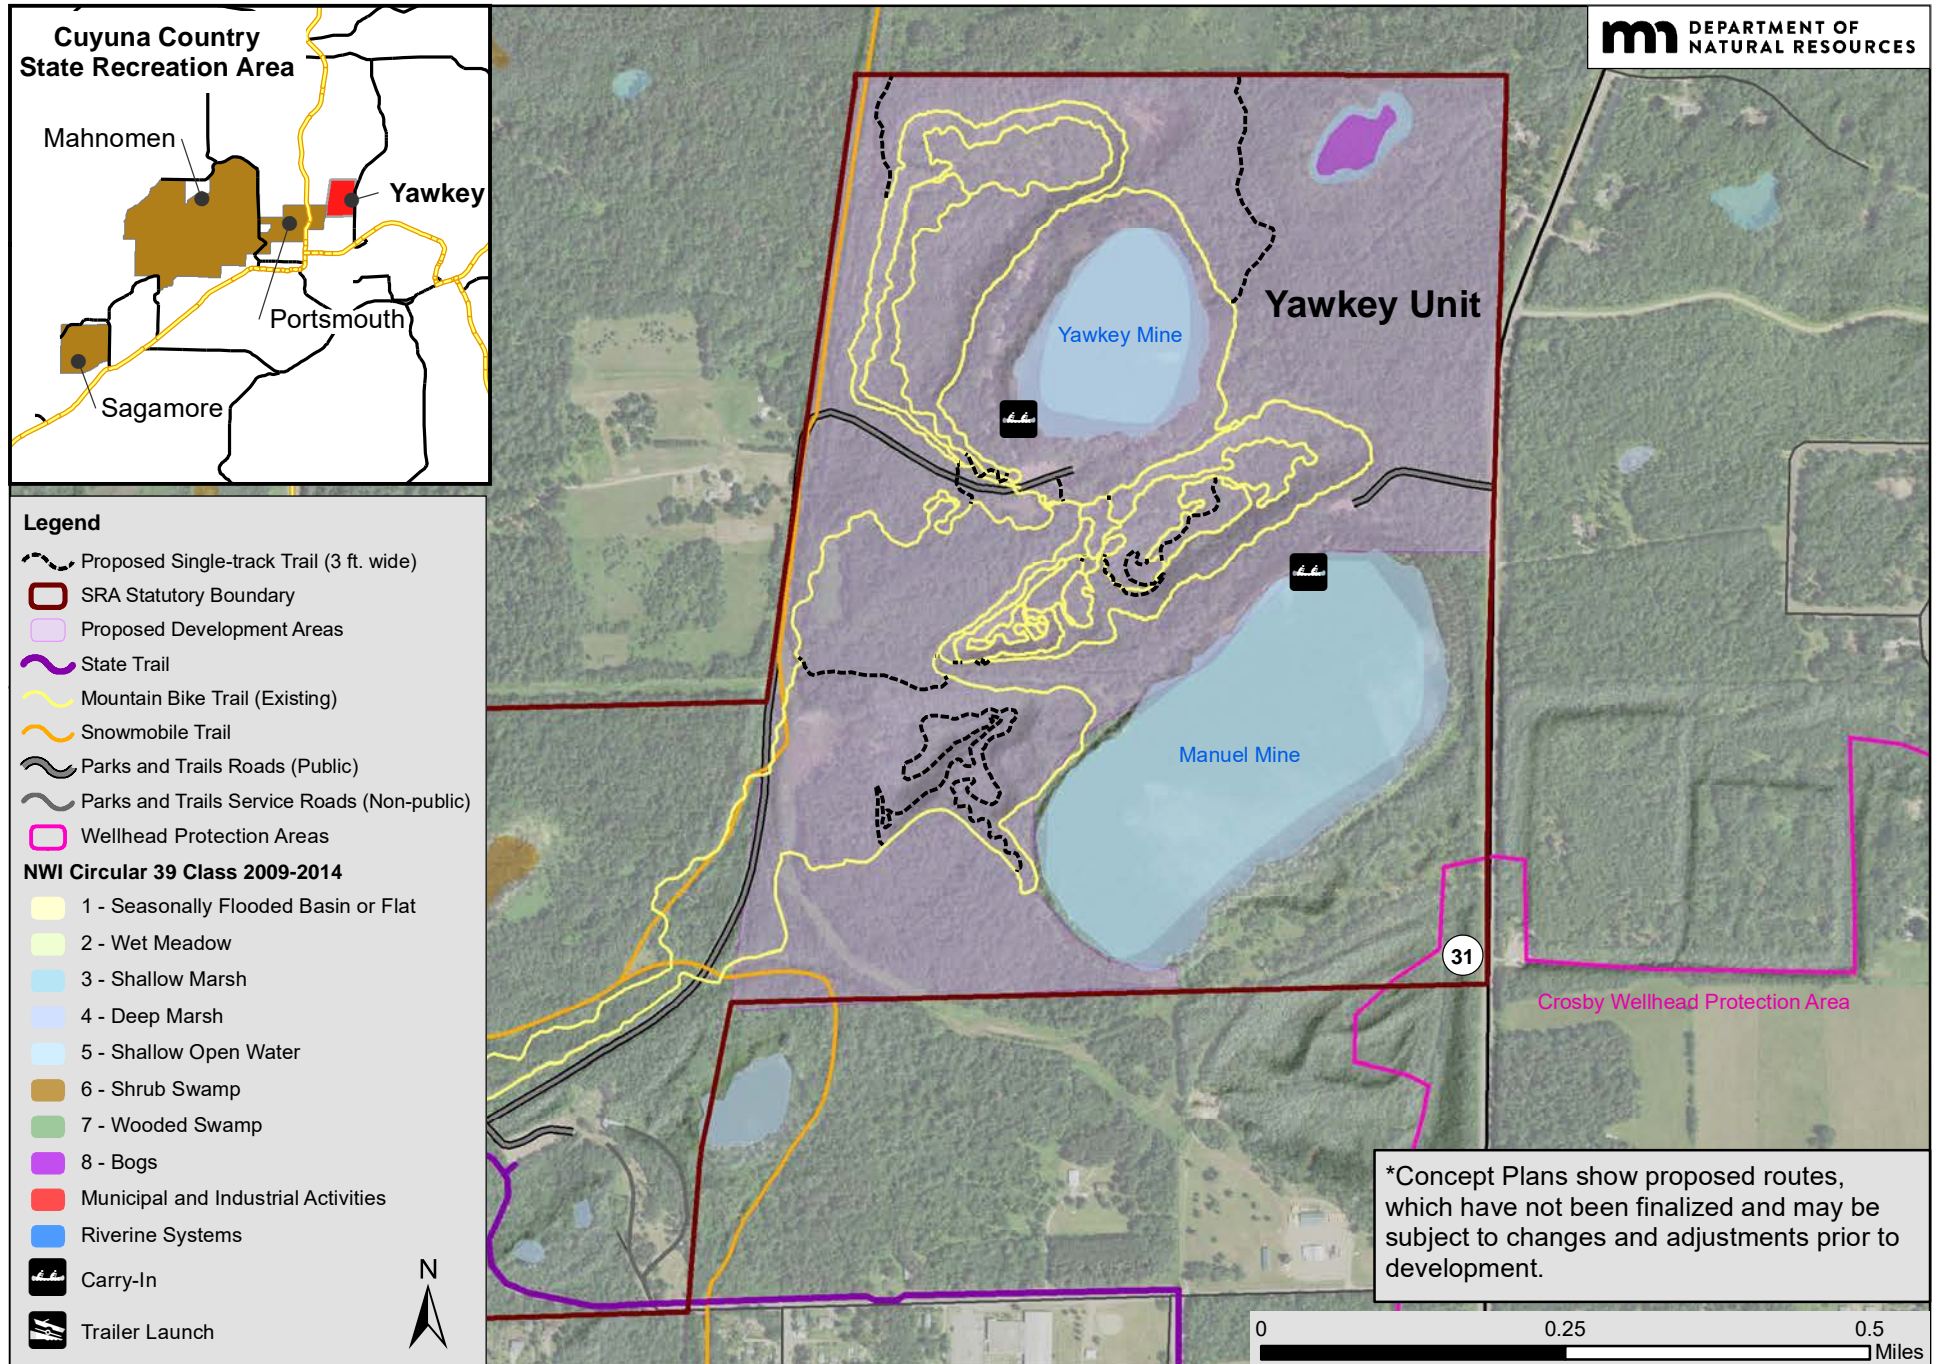 Cuyuna Country
State Recreation Area
Mahnomen
Yawkey
Portsmouth
Sagamore
DEPARTMENT OF
NATURAL RESOURCES
Yawkey Unit
Yawkey Mine
Manuel Mine
31
Crosby Wellhead Protection Area
Legend
Proposed Single-track Trail (3 ft. wide)
SRA Statutory Boundary
Proposed Development Areas
State Trail
Mountain Bike Trail (Existing)
Snowmobile Trail
Parks and Trails Roads (Public)
Parks and Trails Service Roads (Non-public)
Wellhead Protection Areas
NWI Circular 39 Class 2009-2014
1 - Seasonally Flooded Basin or Flat
2 - Wet Meadow
3 - Shallow Marsh
4 - Deep Marsh
5 - Shallow Open Water
6 - Shrub Swamp
7 - Wooded Swamp
8 - Bogs
Municipal and Industrial Activities
Riverine Systems
Carry-In
Trailer Launch
N
*Concept Plans show proposed routes,
which have not been finalized and may be
subject to changes and adjustments prior to
development.
0 0.25 0.5
Miles